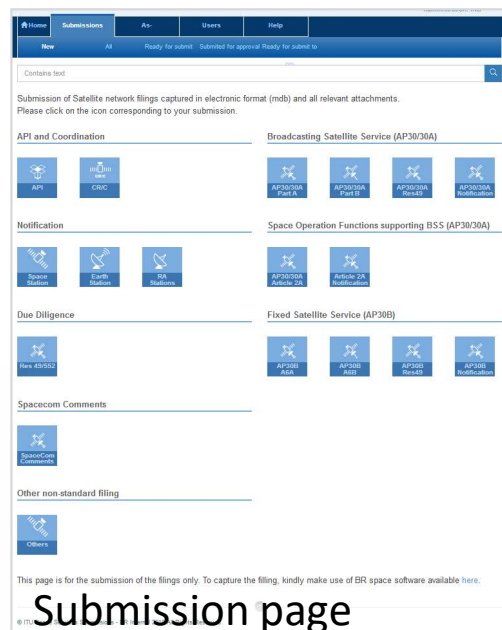 Home Submissions As- Users Help
New All Ready for submit Submited for approval Ready for submit to
Contains text
Submission of Satellite network filings captured in electronic format (mdb) and all relevant attachments.
Please click on the icon corresponding to your submission.
API and Coordination
API
CR/C
Broadcasting Satellite Service (AP30/30A)
AP30/30A
Part A
AP30/30A
Part B
AP30/30A
Res49
AP30/30A
Notification
Notification
Space
Station
Earth
Station
RA
Stations
Space Operation Functions supporting BSS (AP30/30A)
AP30/30A
Article 2A
Article 2A
Notification
Due Diligence
Res 49/552
Fixed Satellite Service (AP30B)
AP30B
A6A
AP30B
A6B
AP30B
Res49
AP30B
Notification
Spacecom Comments
SpaceCom
Comments
Other non-standard filing
Others
This page is for the submission of the filings only. To capture the filling, kindly make use of BR space software available here.
© ITU
Submission page